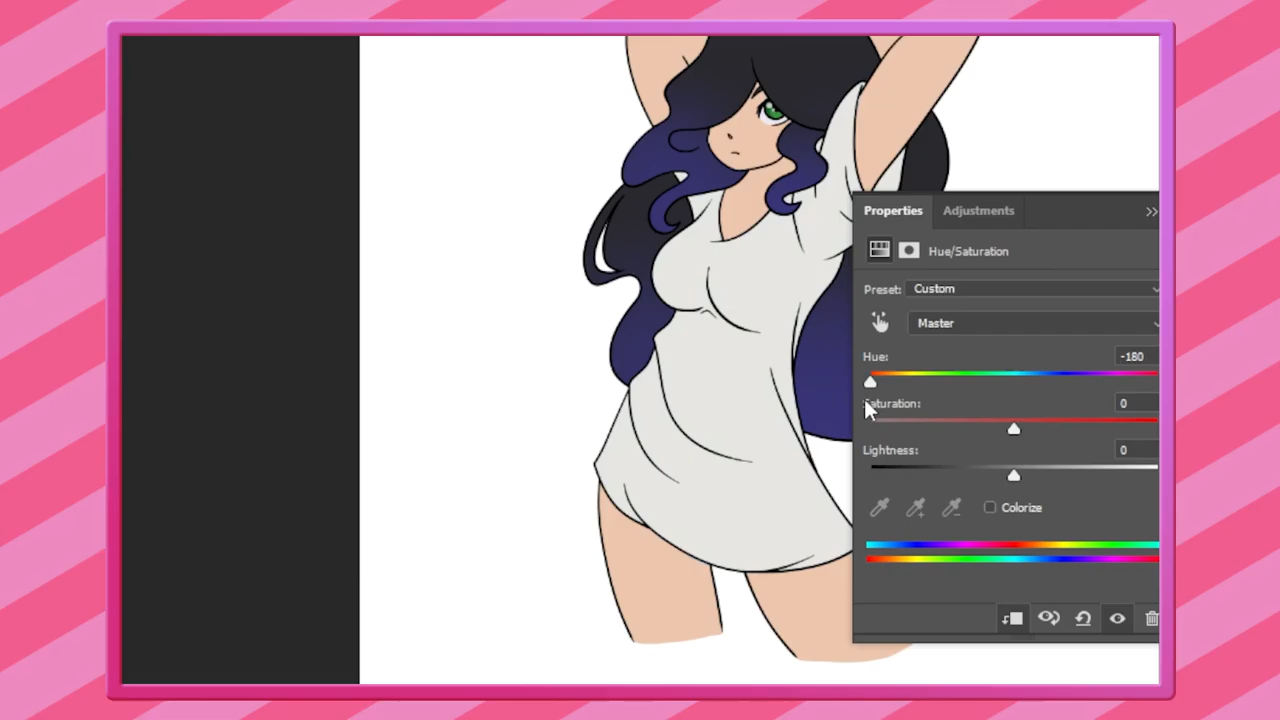 Properties Adjustments
Hue/Saturation
Preset: Custom
Master
Hue: -180
Saturation: 0
Lightness: 0
Colorize